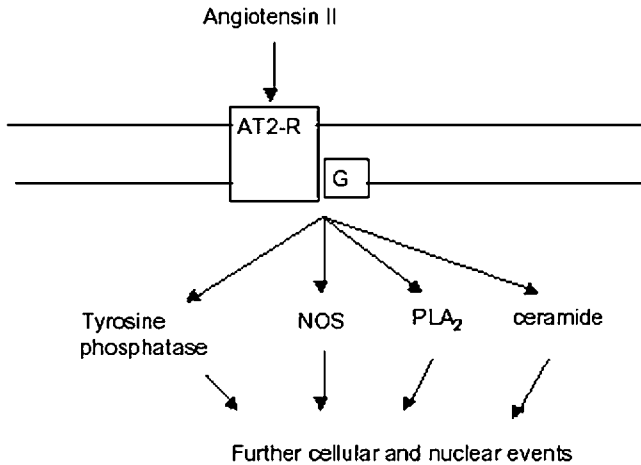 Angiotensin II
AT2-R
G
Tyrosine
phosphatase
NOS
PLA₂
ceramide
Further cellular and nuclear events